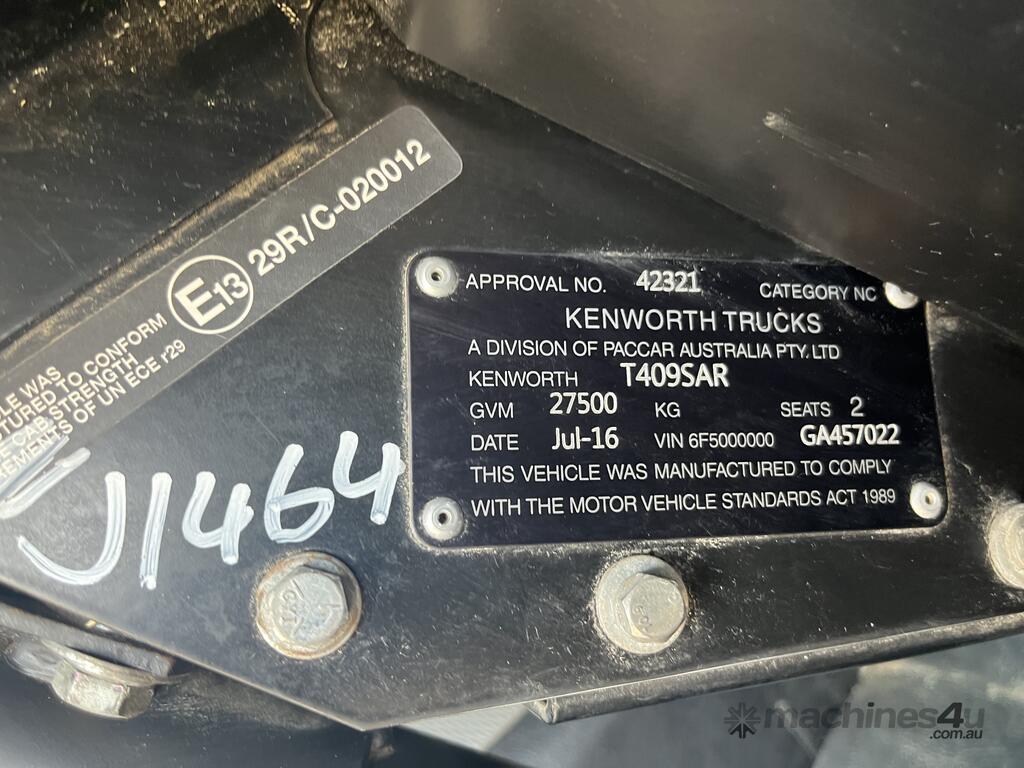 E13 29R/C-020012
LE WAS
TURED TO CONFORM
E CAB STRENGTH
REMENTS OF UN ECE r29
J1464
APPROVAL NO. 42321 CATEGORY NC
KENWORTH TRUCKS
A DIVISION OF PACCAR AUSTRALIA PTY. LTD
KENWORTH T409SAR
GVM 27500 KG SEATS 2
DATE Jul-16 VIN 6F5000000 GA457022
THIS VEHICLE WAS MANUFACTURED TO COMPLY
WITH THE MOTOR VEHICLE STANDARDS ACT 1989
machines4u
.com.au